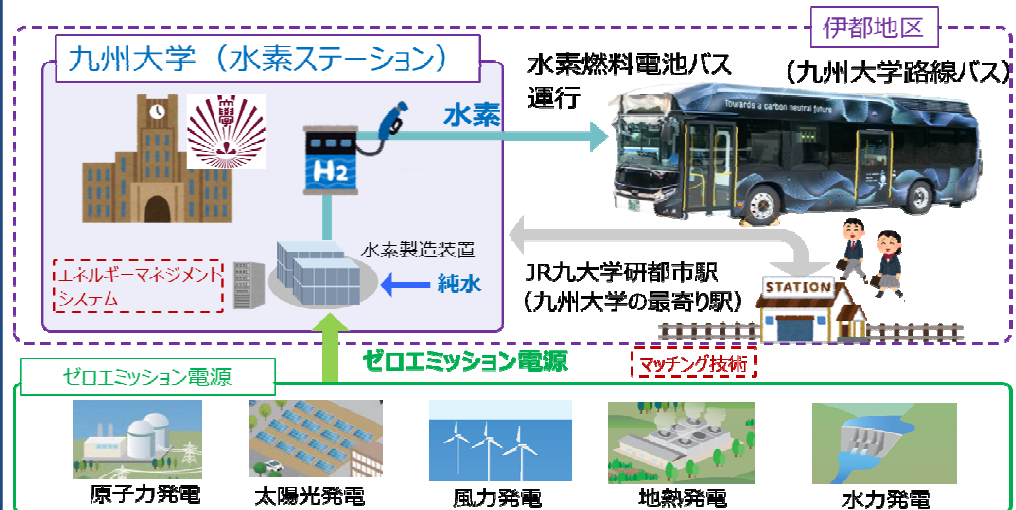 伊都地区
九州大学（水素ステーション）
水素燃料電池バス
運行
（九州大学路線バス）
Towards a carbon neutral future
水素
H2
水素製造装置
エネルギーマネジメント
システム
純水
JR九大学研都市駅
（九州大学の最寄り駅）
STATION
ゼロエミッション電源
マッチング技術
ゼロエミッション電源
原子力発電
太陽光発電
風力発電
地熱発電
水力発電